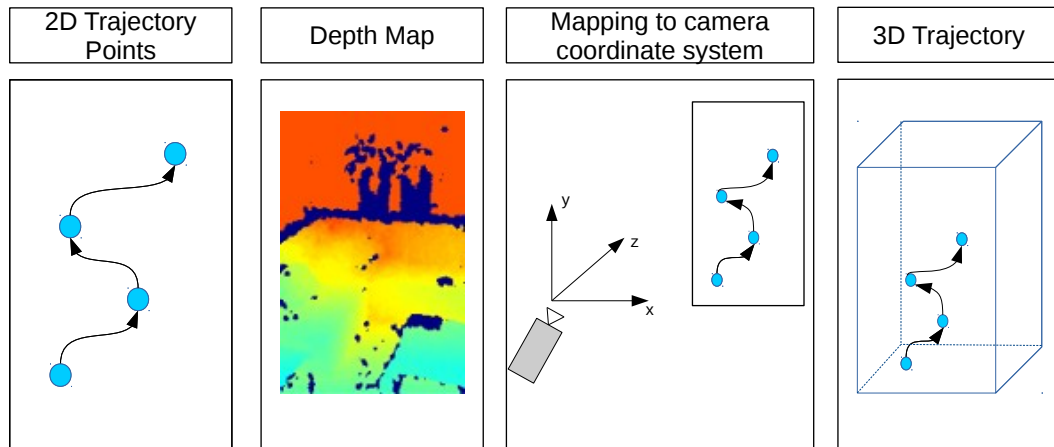 2D Trajectory
Points
Depth Map
Mapping to camera
coordinate system
3D Trajectory
y
z
x